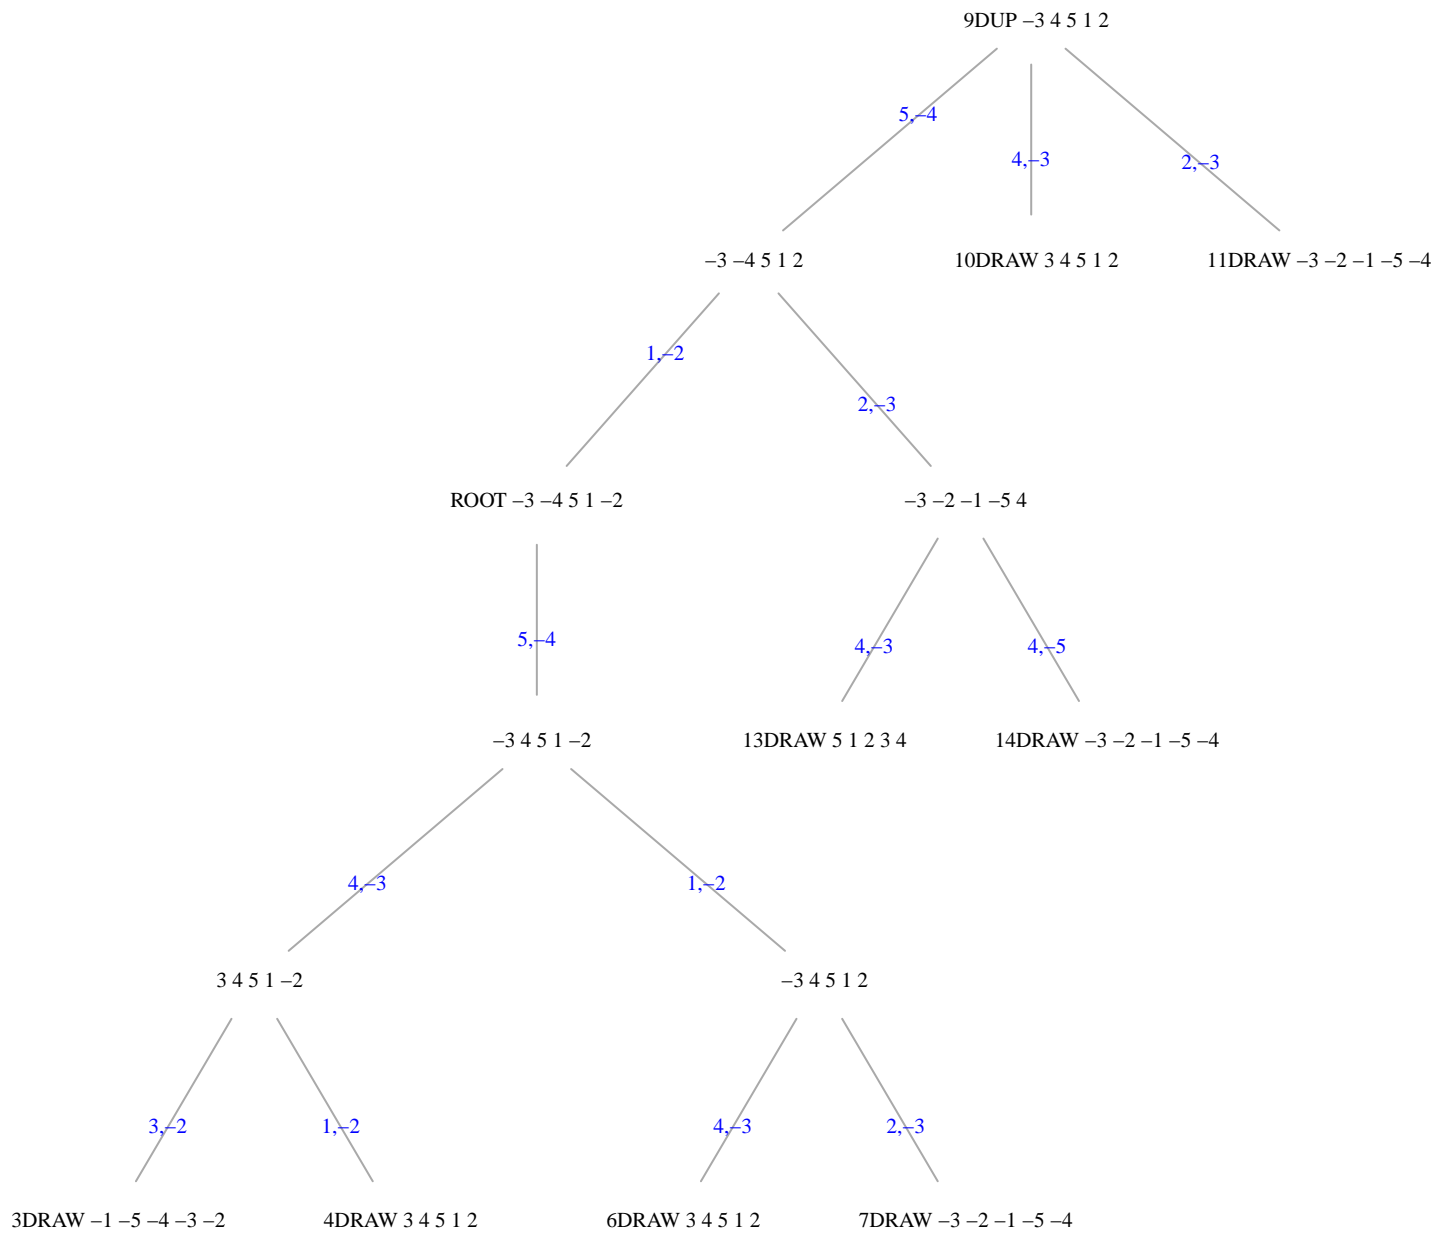 9DUP –3 4 5 1 2
5,–4
4,–3
2,–3
–3 –4 5 1 2
10DRAW 3 4 5 1 2
11DRAW –3 –2 –1 –5 –4
1,–2
2,–3
ROOT –3 –4 5 1 –2
–3 –2 –1 –5 4
5,–4
4,–3
4,–5
–3 4 5 1 –2
13DRAW 5 1 2 3 4
14DRAW –3 –2 –1 –5 –4
4,–3
1,–2
3 4 5 1 –2
–3 4 5 1 2
3,–2
1,–2
4,–3
2,–3
3DRAW –1 –5 –4 –3 –2
4DRAW 3 4 5 1 2
6DRAW 3 4 5 1 2
7DRAW –3 –2 –1 –5 –4